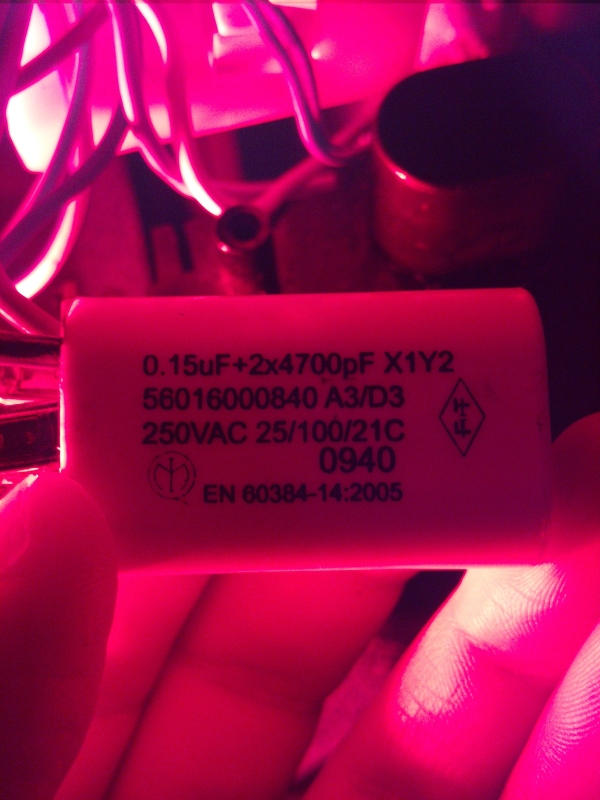 0.15uF+2x4700pF X1Y2
56016000840 A3/D3
250VAC 25/100/21C
0940
EN 60384-14:2005